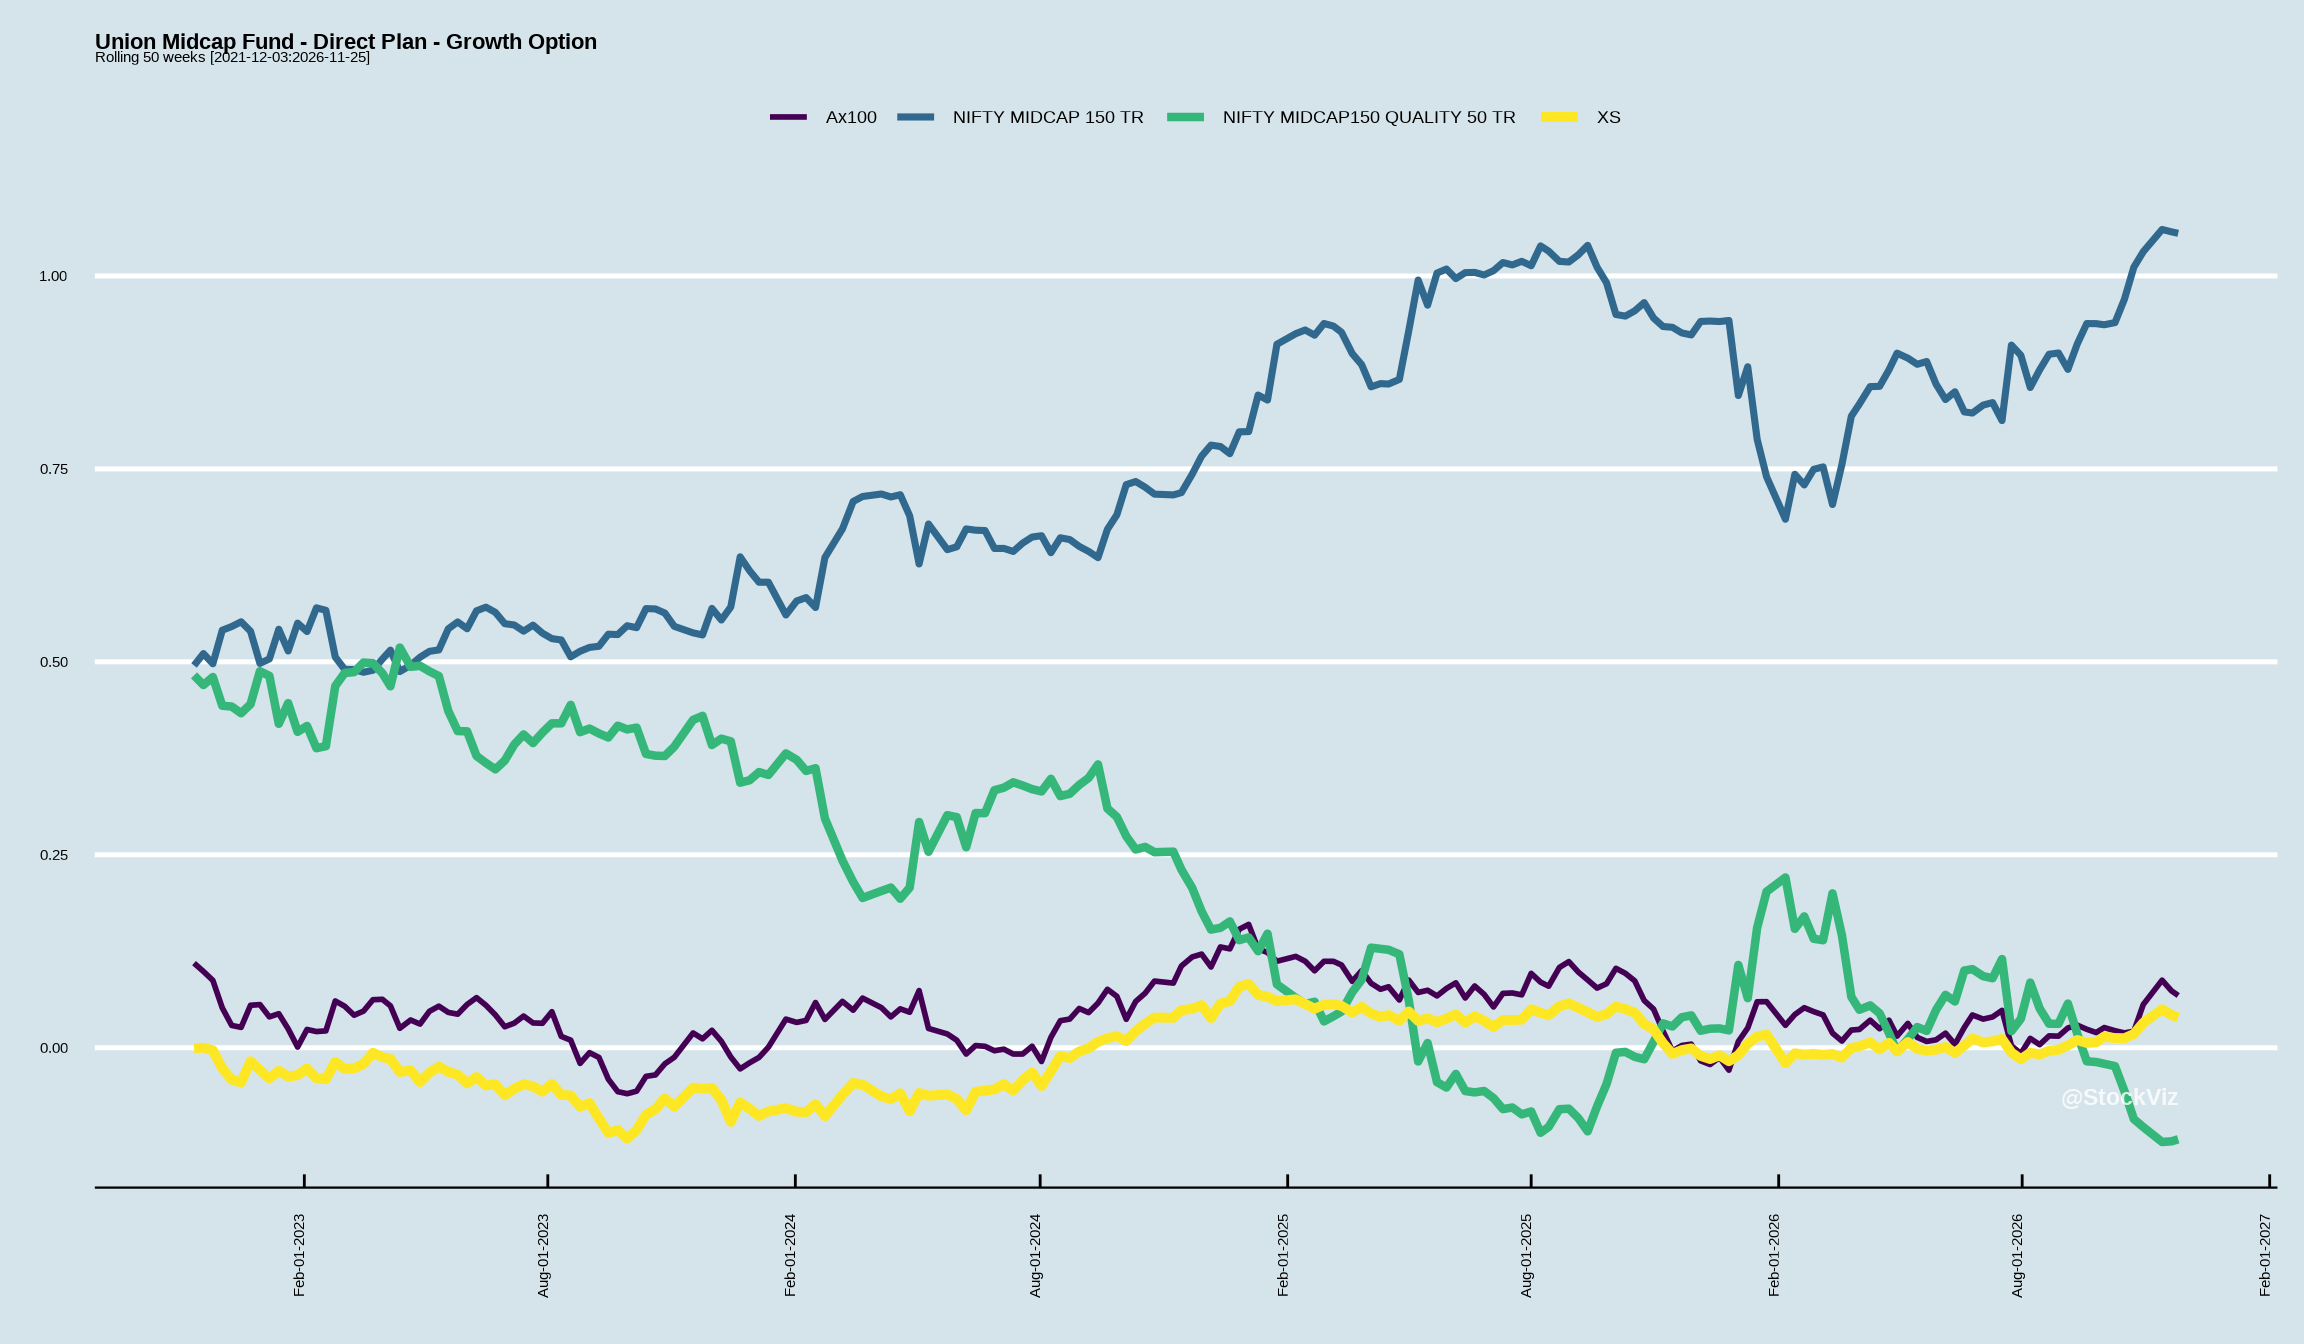 Union Midcap Fund - Direct Plan - Growth Option
Rolling 50 weeks [2021-12-03:2026-11-25]
Ax100 NIFTY MIDCAP 150 TR NIFTY MIDCAP150 QUALITY 50 TR XS
1.00
0.75
0.50
0.25
0.00
@StockViz
Feb-01-2023 Aug-01-2023 Feb-01-2024 Aug-01-2024 Feb-01-2025 Aug-01-2025 Feb-01-2026 Aug-01-2026 Feb-01-2027